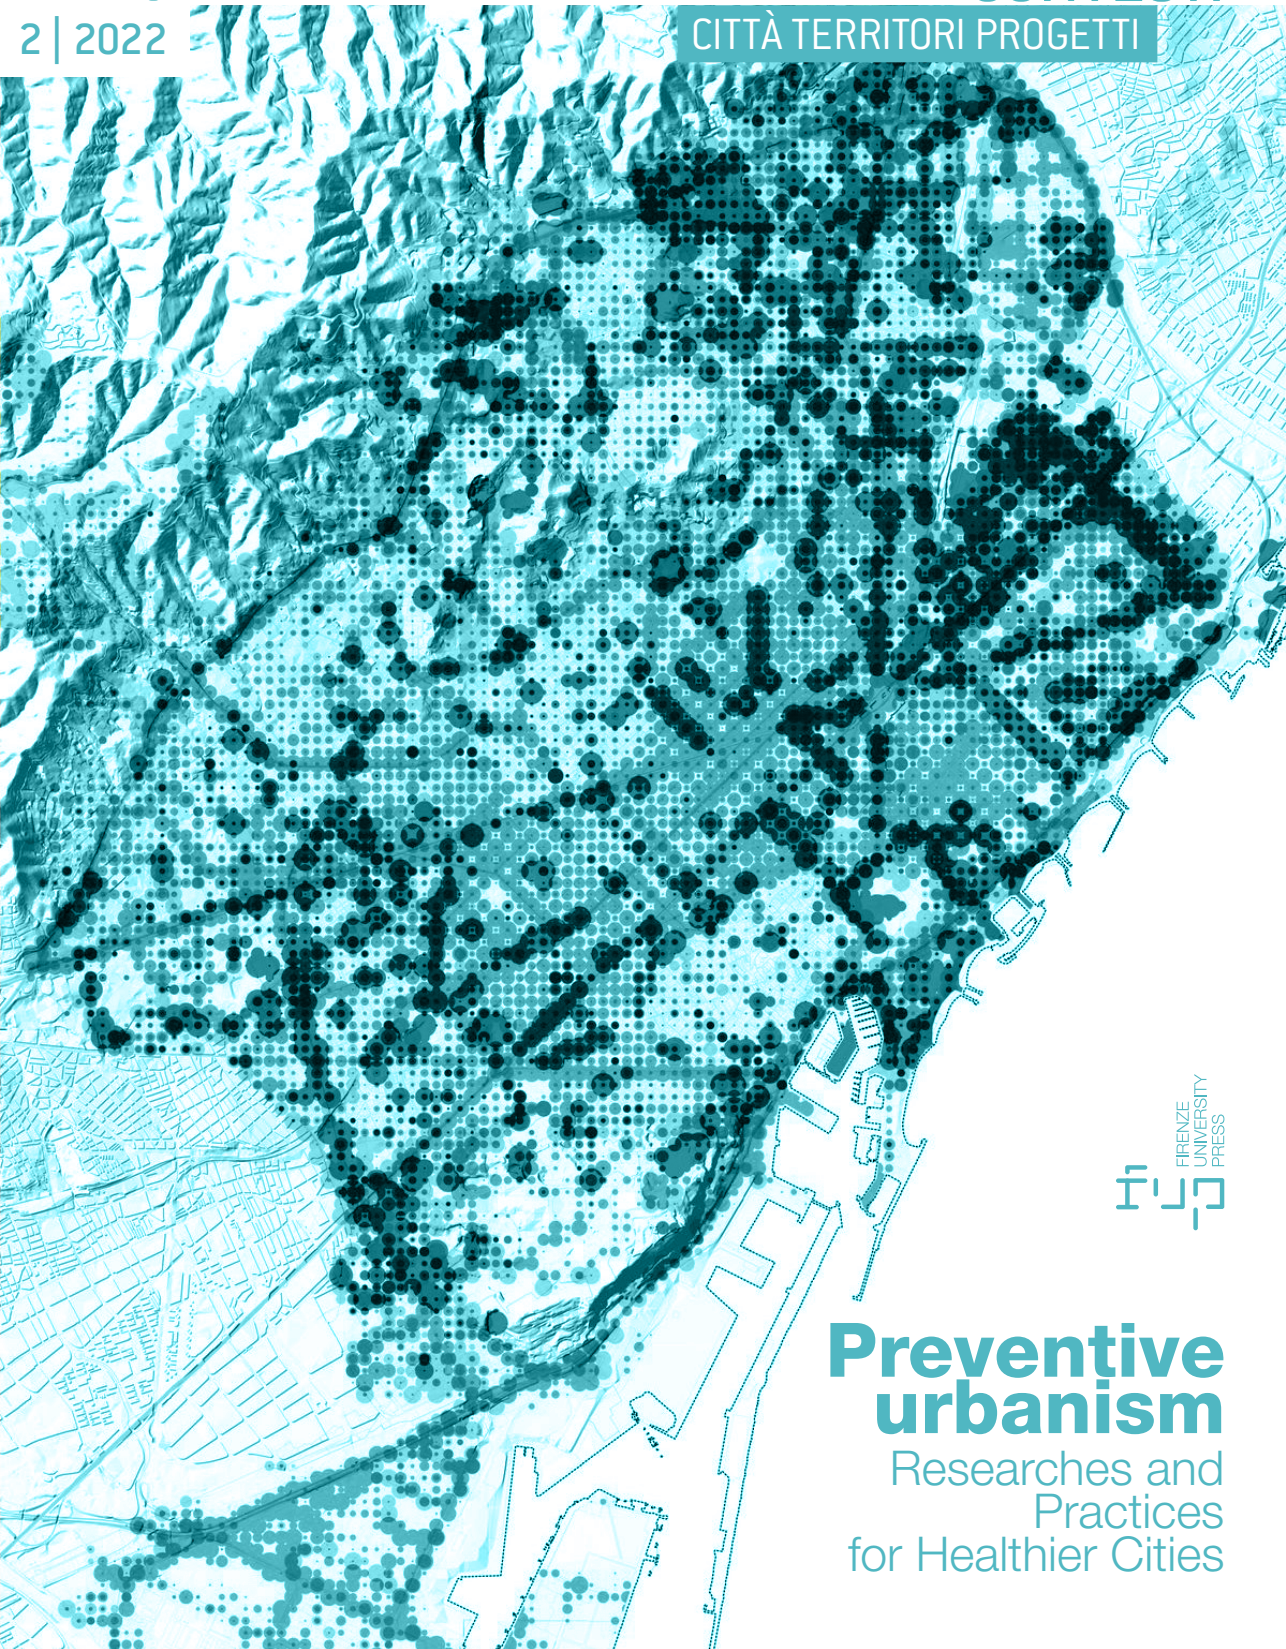 2 | 2022
CITTÀ TERRITORI PROGETTI
FIRENZE
UNIVERSITY
PRESS
Preventive
urbanism
Researches and
Practices
for Healthier Cities